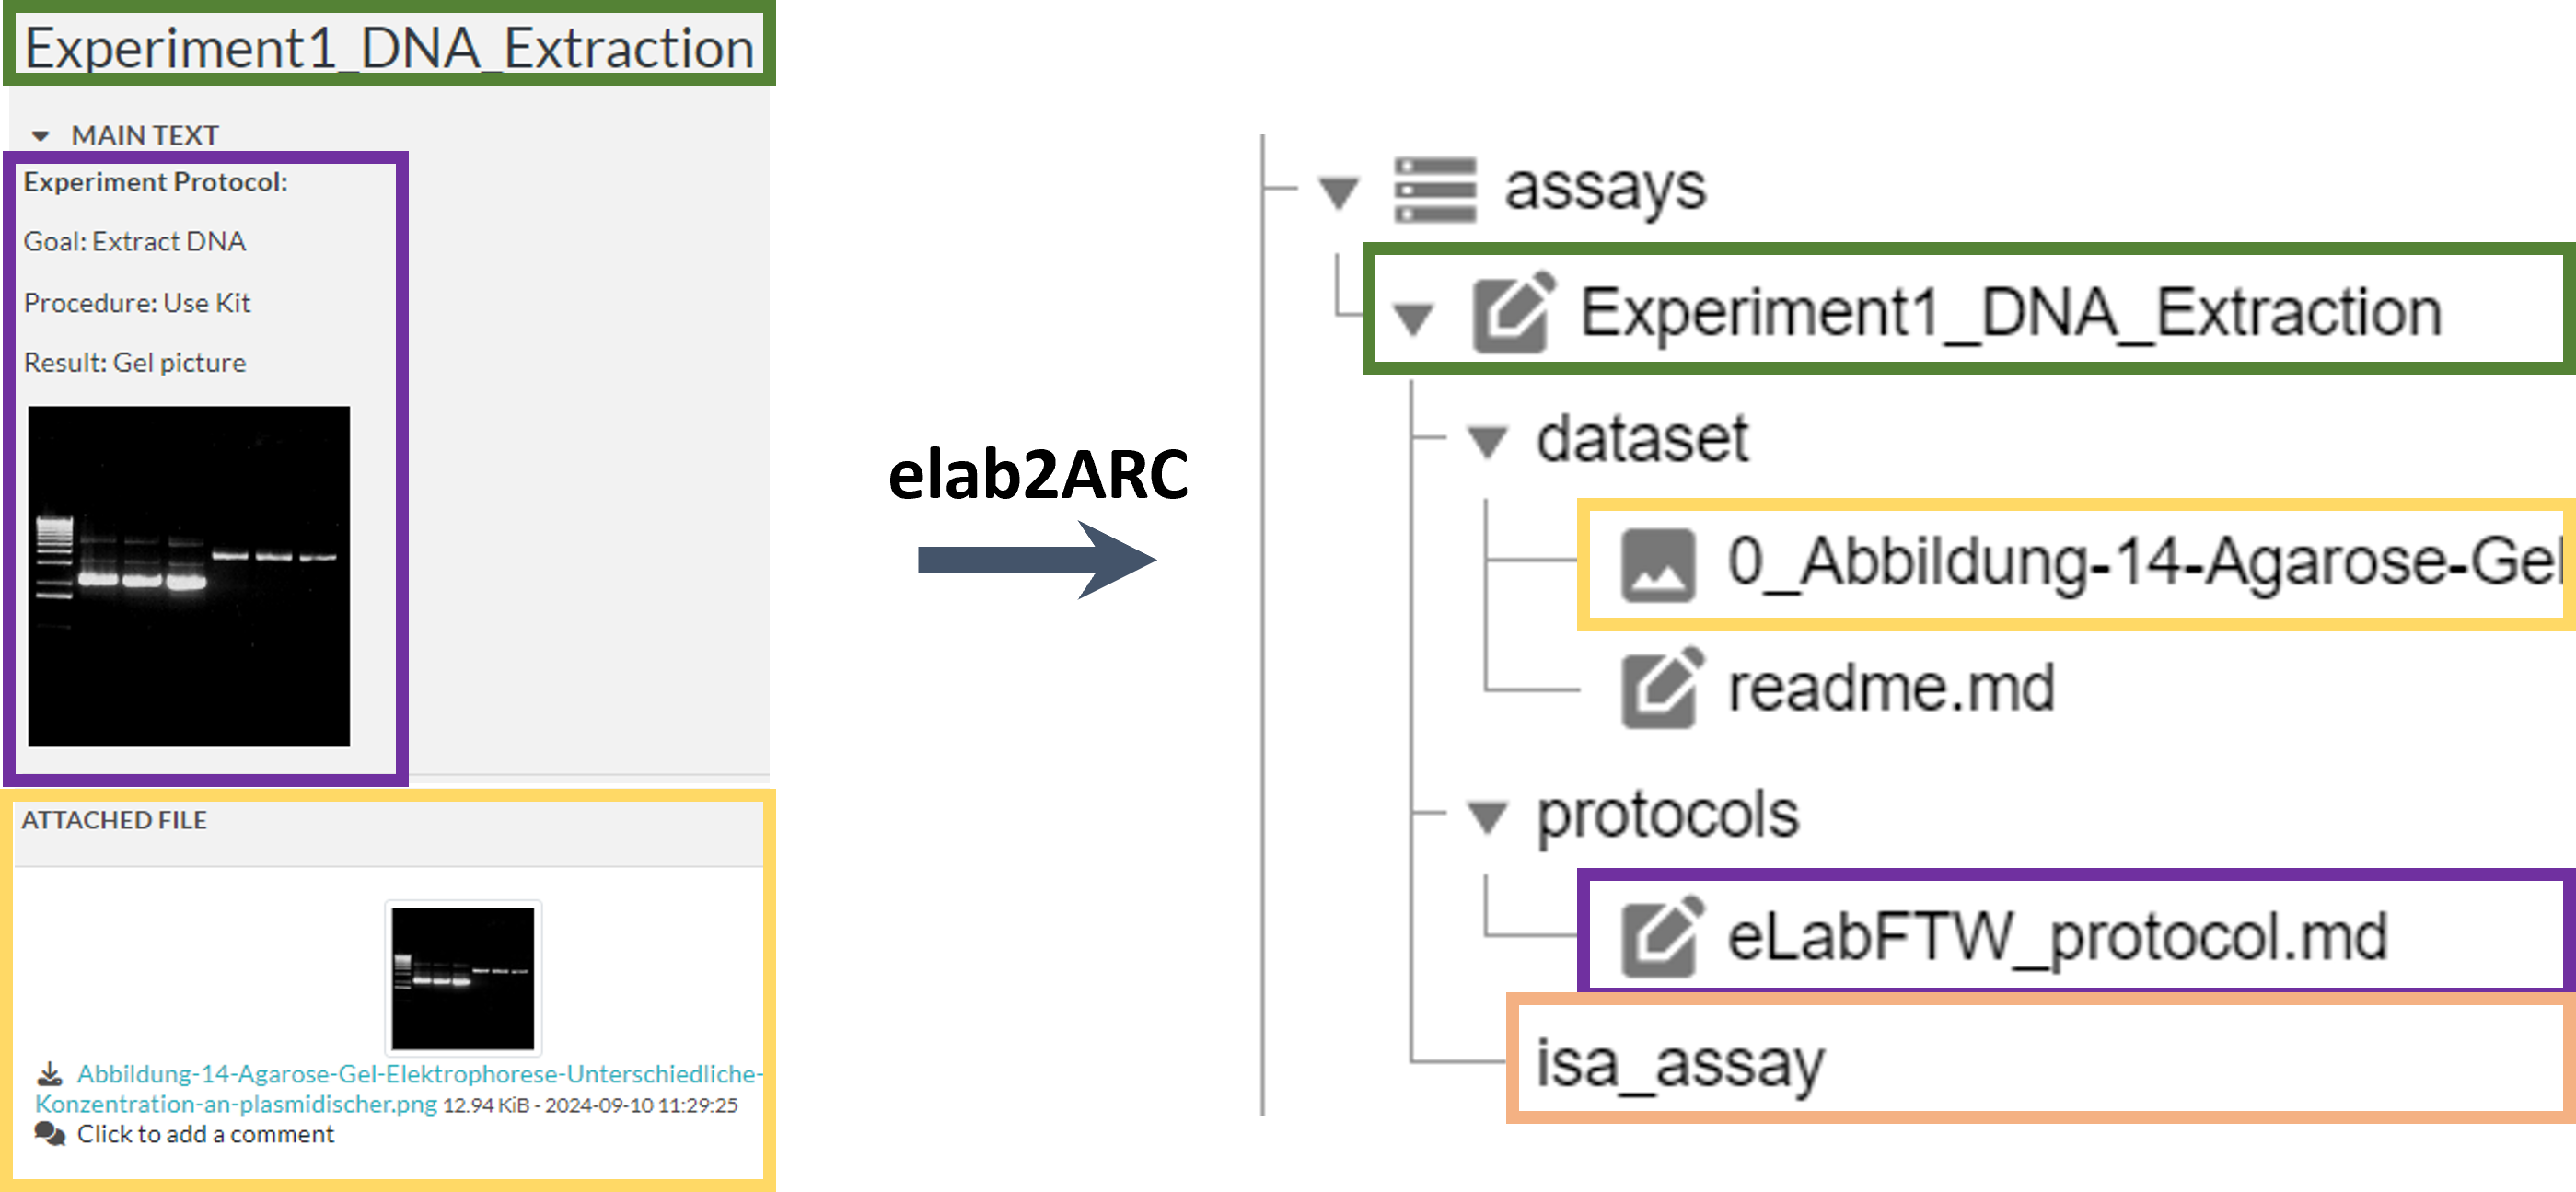 Experiment1_DNA_Extraction
MAIN TEXT
Experiment Protocol:
Goal: Extract DNA
Procedure: Use Kit
Result: Gel picture
ATTACHED FILE
Abbildung-14-Agarose-Gel-Elektrophorese-Unterschiedliche-
Konzentration-an-plasmidischer.png 12.94 KiB - 2024-09-10 11:29:25
Click to add a comment
elab2ARC
assays
Experiment1_DNA_Extraction
dataset
0_Abbildung-14-Agarose-Gel
readme.md
protocols
eLabFTW_protocol.md
isa_assay